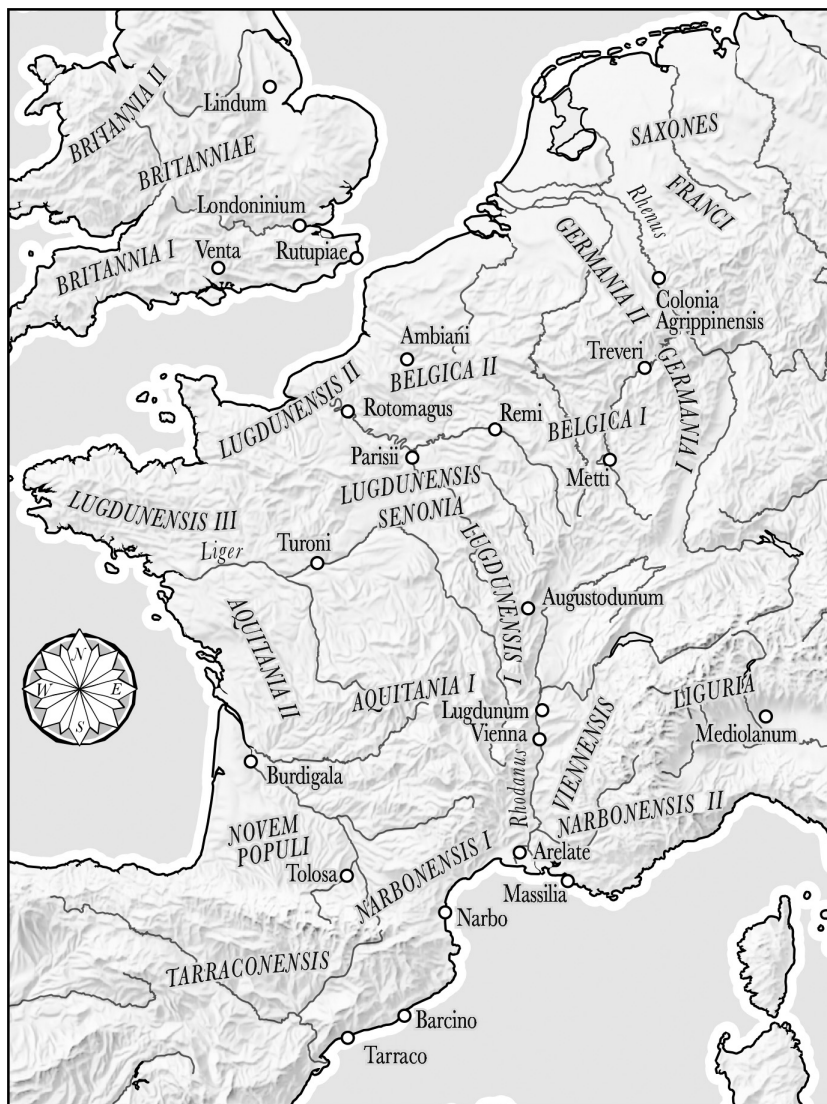 BRITANNIA II
Lindum
BRITANNIAE
Londoninium
BRITANNIA I
Venta
Rutupiae
SAXONES
FRANCI
Rhenus
GERMANIA II
Colonia
Agrippinensis
Ambiani
Treveri
BELGICA II
GERMANIA I
LUGDUNENSIS II
Rotomagus
Remi
BELGICA I
Parisii
Metti
LUGDUNENSIS
SENONIA
LUGDUNENSIS III
Liger
Turoni
LUGDUNENSIS I
Augustodunum
AQUITANIA II
N
W
E
S
AQUITANIA I
LIGURIA
Lugdunum
Vienna
Mediolanum
VIENNENSIS
Rhodanus
Burdigala
NARBONENSIS II
NOVEM
POPULI
Arelate
Tolosa
NARBONENSIS I
Massilia
Narbo
TARRACONENSIS
Barcino
Tarraco